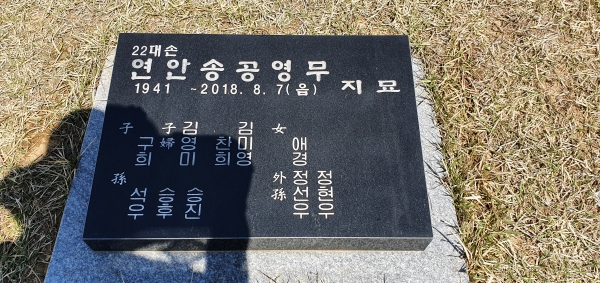 22대손
연안송공영무
1941 ~2018. 8. 7(음) 지묘
子
구희
子婦
김영미
찬희
김미영
女
애경
孫
석우
승후
승진
外孫
정선우
정현우